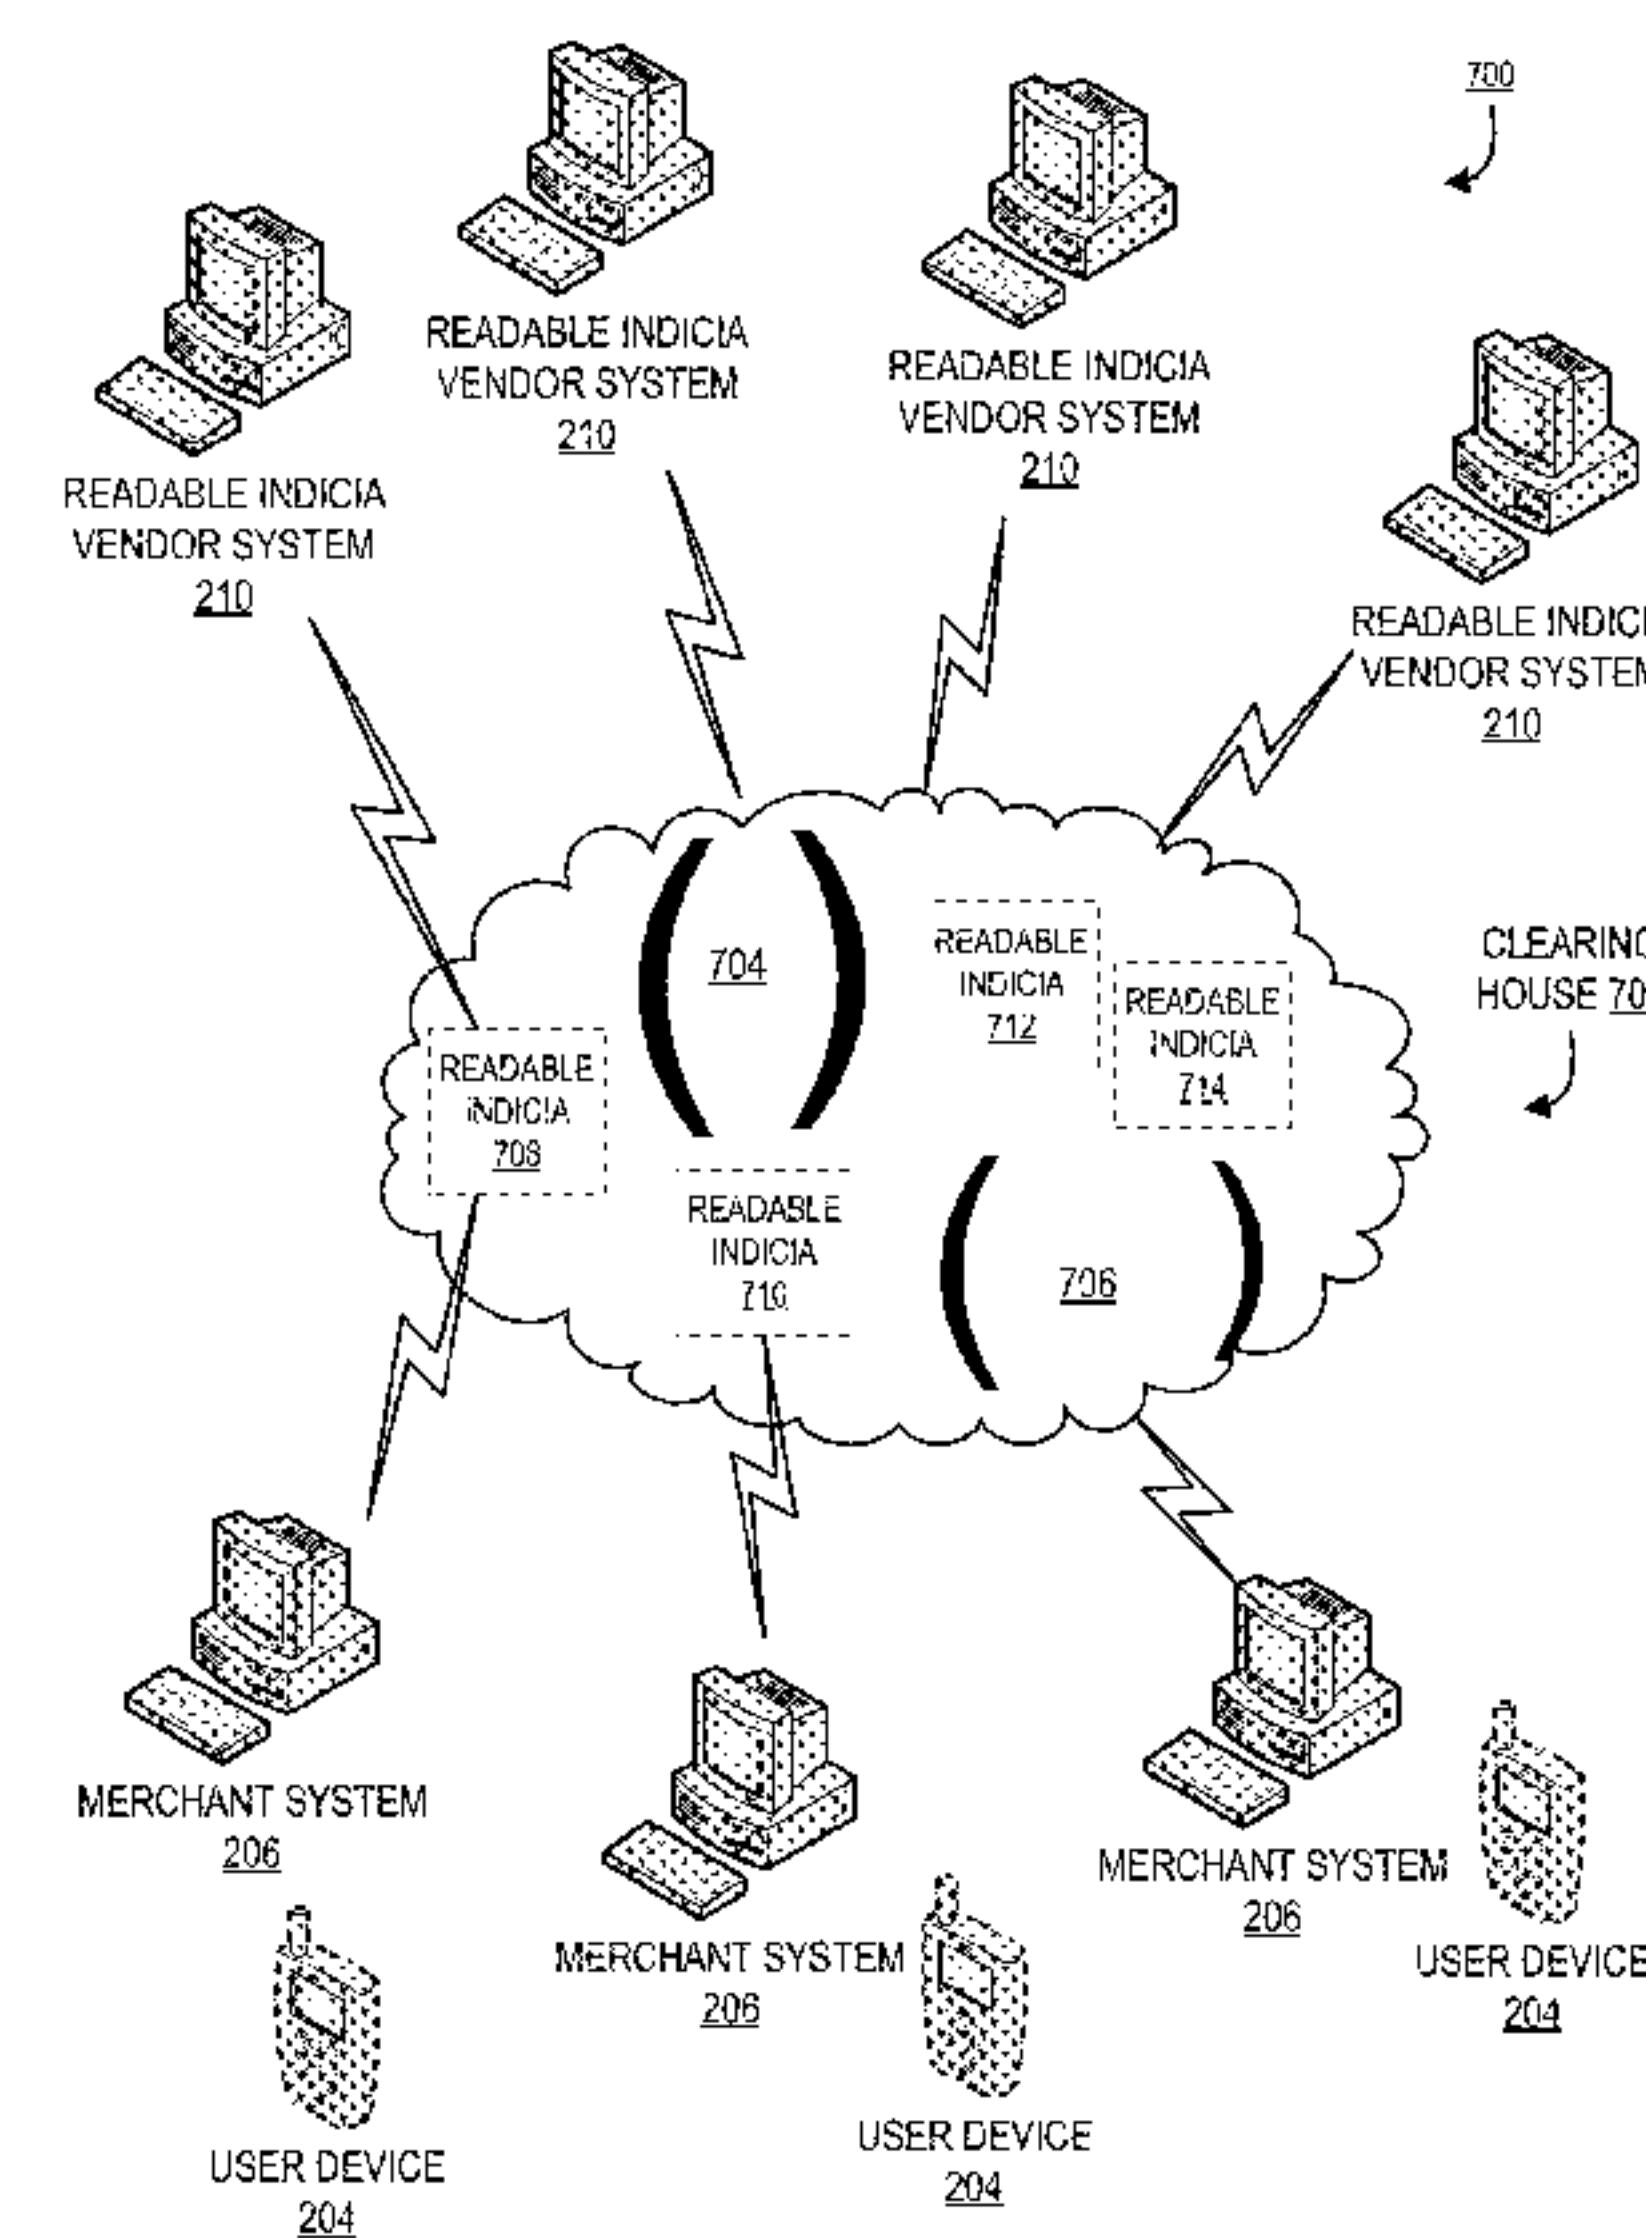 700
READABLE INDICIA
VENDOR SYSTEM
210
READABLE INDICIA
VENDOR SYSTEM
210
READABLE INDICIA
VENDOR SYSTEM
210
READABLE INDICI
VENDOR SYSTEM
210
CLEARING
HOUSE 70
704
READABLE
INDICIA
712
READABLE
INDICIA
714
READABLE
INDICIA
708
READABLE
INDICIA
710
706
MERCHANT SYSTEM
206
MERCHANT SYSTEM
206
MERCHANT SYSTEM
206
USER DEVICE
204
USER DEVICE
204
USER DEVICE
204